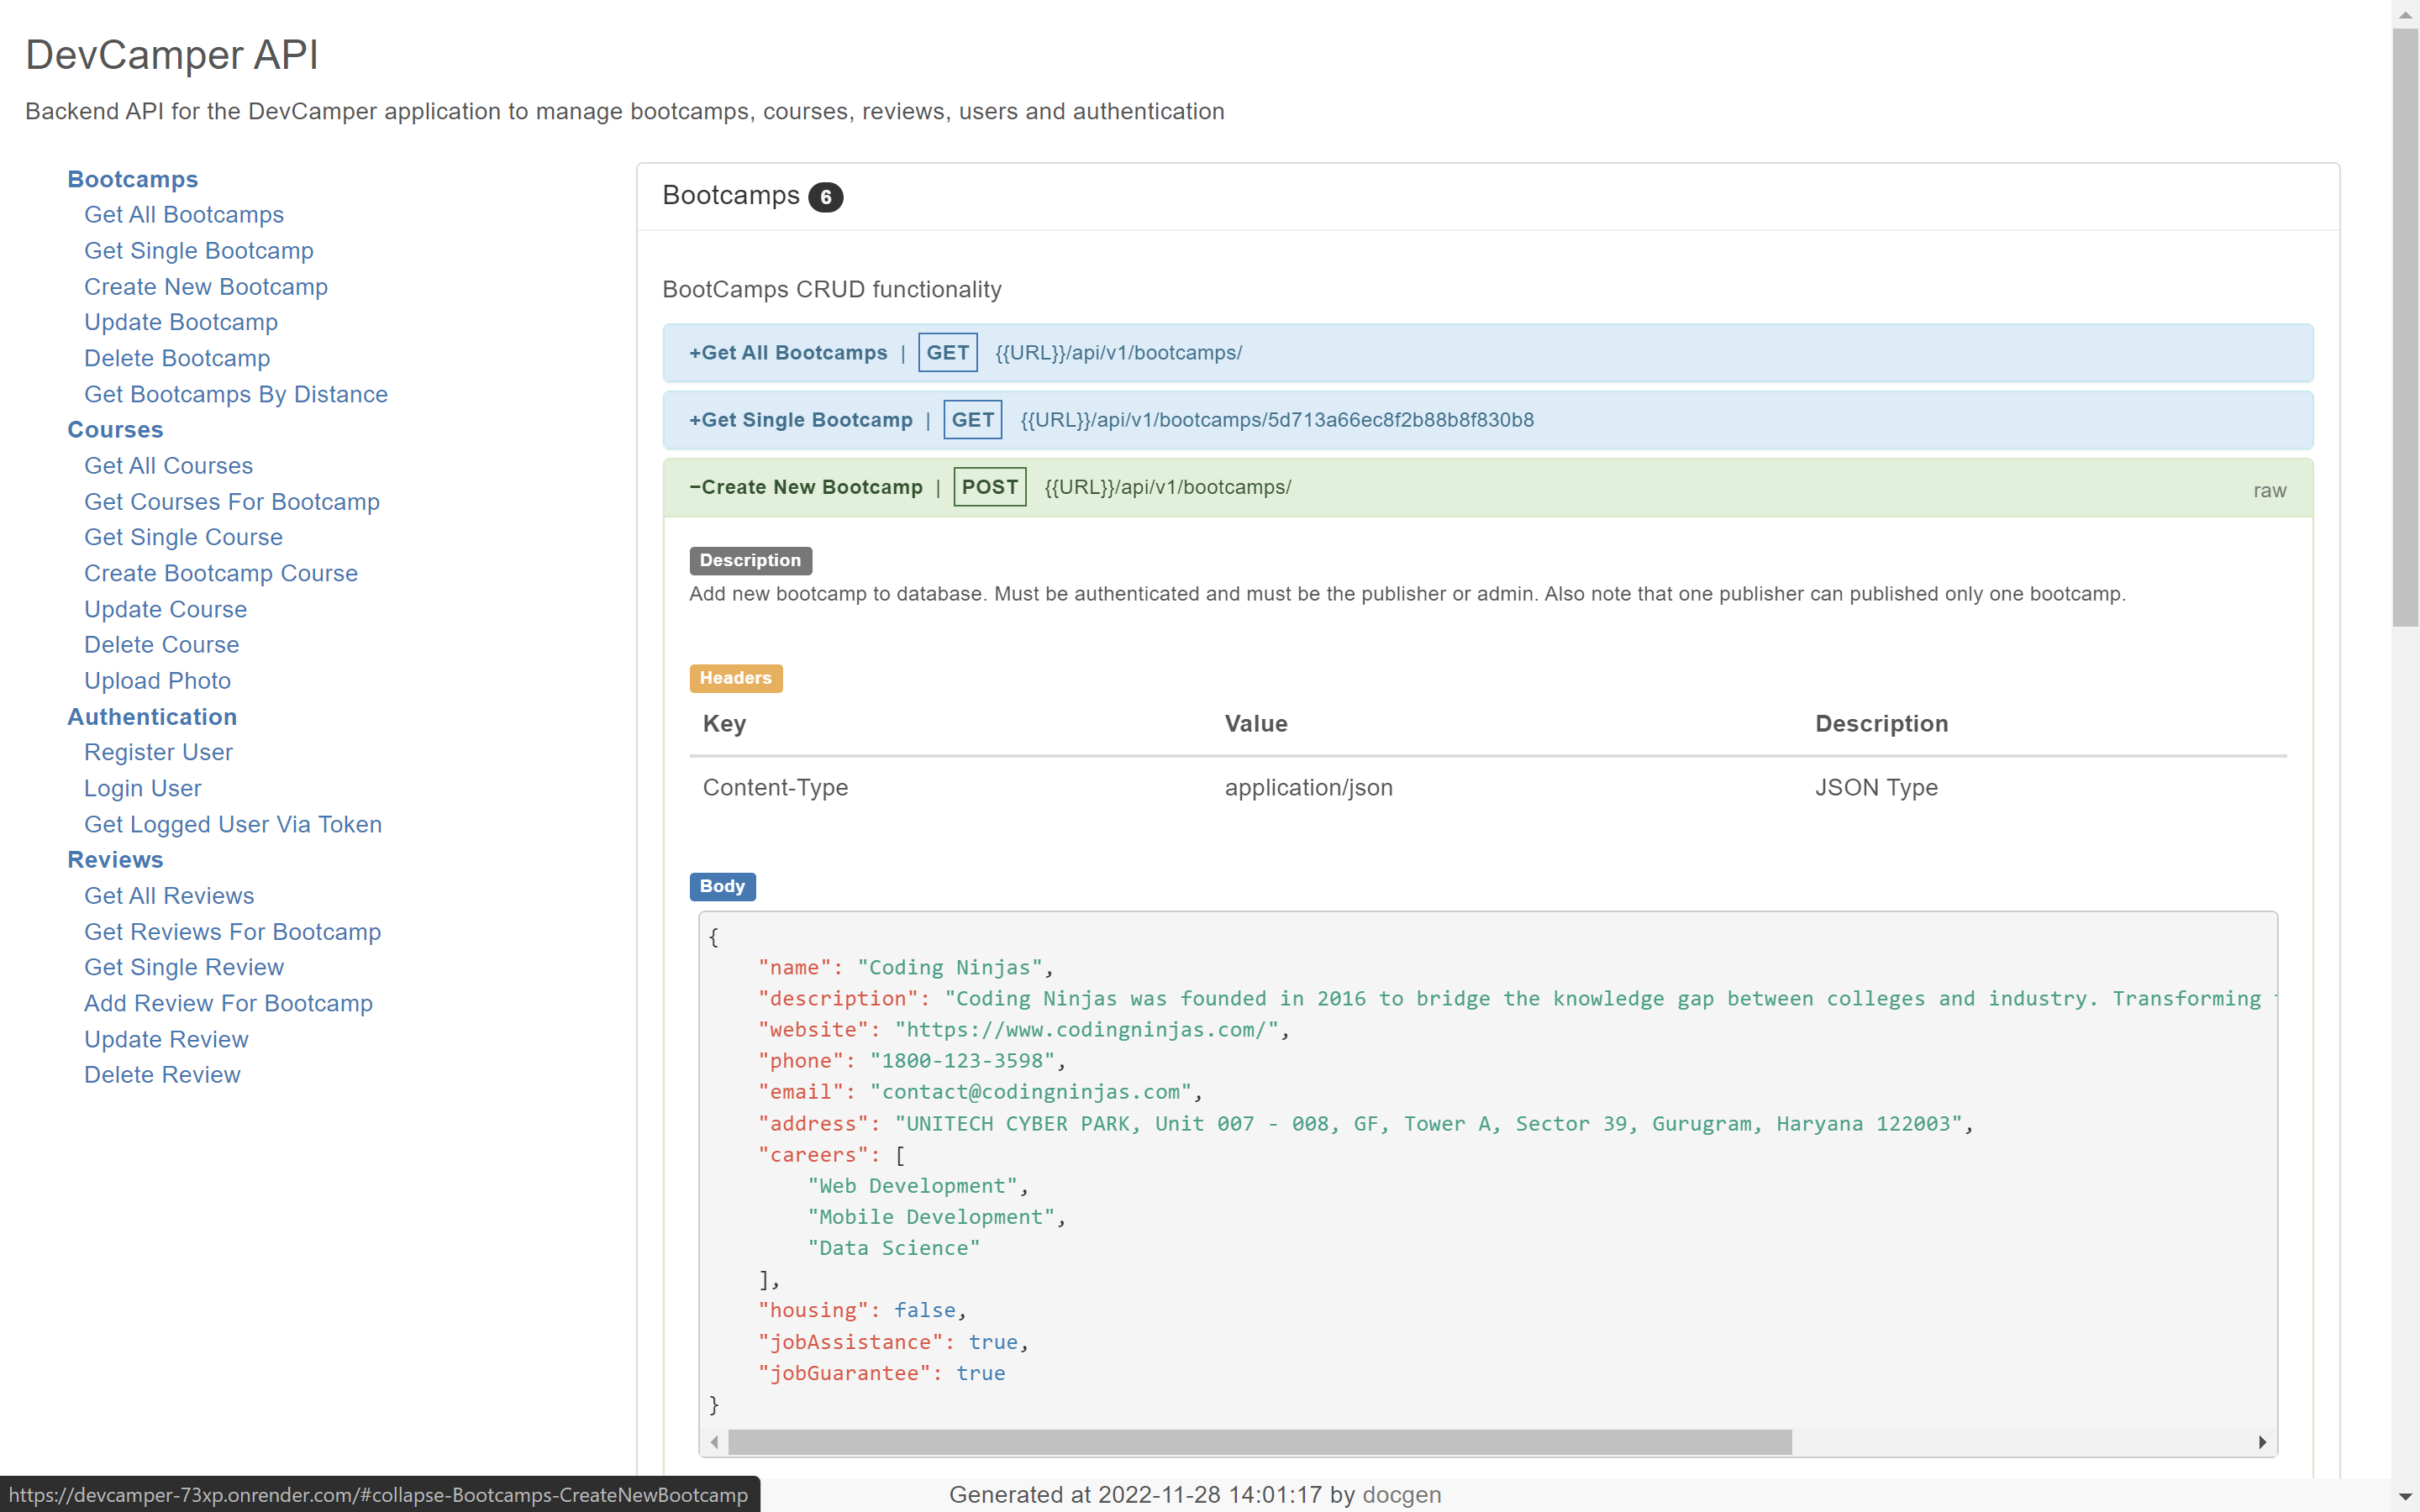 DevCamper API
Backend API for the DevCamper application to manage bootcamps, courses, reviews, users and authentication
Bootcamps
Get All Bootcamps
Get Single Bootcamp
Create New Bootcamp
Update Bootcamp
Delete Bootcamp
Get Bootcamps By Distance
Courses
Get All Courses
Get Courses For Bootcamp
Get Single Course
Create Bootcamp Course
Update Course
Delete Course
Upload Photo
Authentication
Register User
Login User
Get Logged User Via Token
Reviews
Get All Reviews
Get Reviews For Bootcamp
Get Single Review
Add Review For Bootcamp
Update Review
Delete Review
Bootcamps 6
BootCamps CRUD functionality
+Get All Bootcamps | GET {{URL}}/api/v1/bootcamps/
+Get Single Bootcamp | GET {{URL}}/api/v1/bootcamps/5d713a66ec8f2b88b8f830b8
−Create New Bootcamp | POST {{URL}}/api/v1/bootcamps/ raw
Description
Add new bootcamp to database. Must be authenticated and must be the publisher or admin. Also note that one publisher can published only one bootcamp.
Headers
Key Value Description
Content-Type application/json JSON Type
Body
{
"name": "Coding Ninjas",
"description": "Coding Ninjas was founded in 2016 to bridge the knowledge gap between colleges and industry. Transforming
"website": "https://www.codingninjas.com/",
"phone": "1800-123-3598",
"email": "contact@codingninjas.com",
"address": "UNITECH CYBER PARK, Unit 007 - 008, GF, Tower A, Sector 39, Gurugram, Haryana 122003",
"careers": [
"Web Development",
"Mobile Development",
"Data Science"
],
"housing": false,
"jobAssistance": true,
"jobGuarantee": true
}
https://devcamper-73xp.onrender.com/#collapse-Bootcamps-CreateNewBootcamp
Generated at 2022-11-28 14:01:17 by docgen